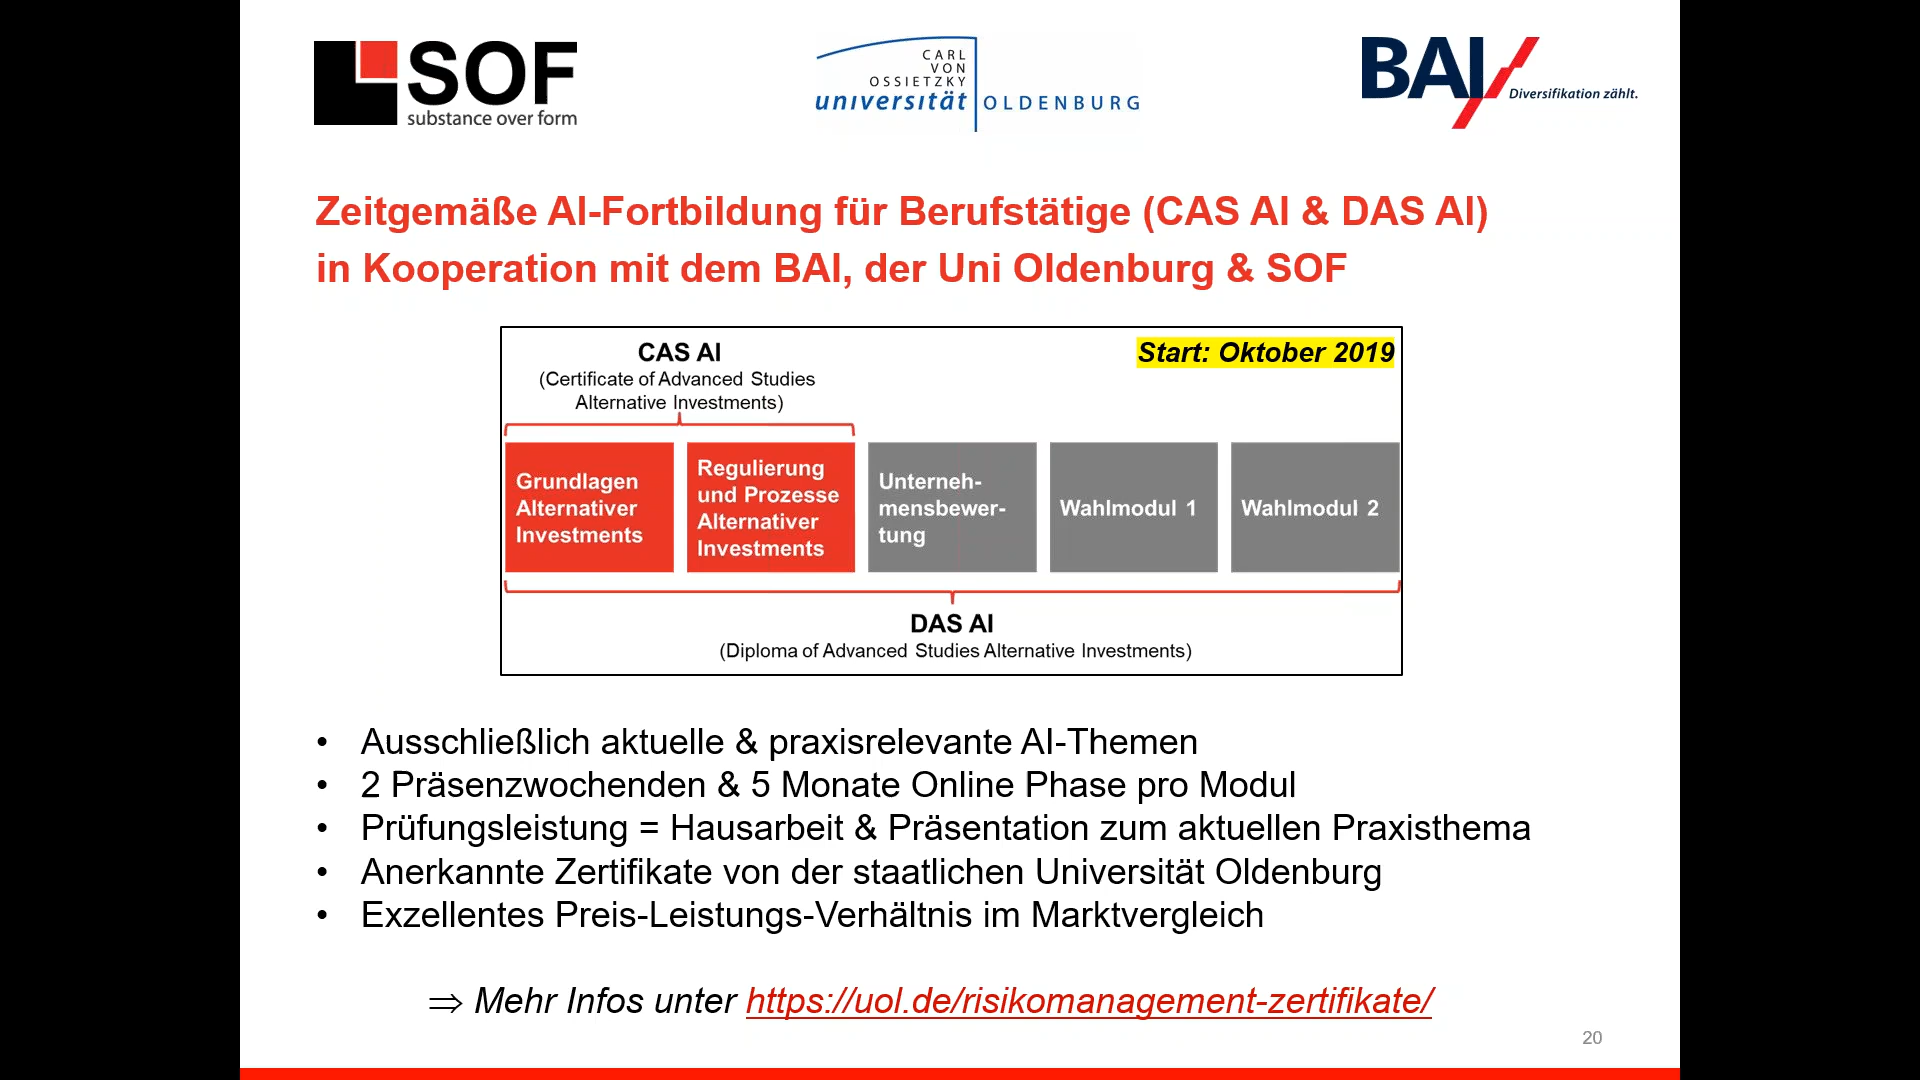 SOF
substance over form
CARL
VON
OSSIETZKY
universität OLDENBURG
BAI
Diversifikation zählt.
Zeitgemäße AI-Fortbildung für Berufstätige (CAS AI & DAS AI)
in Kooperation mit dem BAI, der Uni Oldenburg & SOF
CAS AI
(Certificate of Advanced Studies
Alternative Investments)
Start: Oktober 2019
Grundlagen
Alternativer
Investments
Regulierung
und Prozesse
Alternativer
Investments
Unterneh-
mensbewer-
tung
Wahlmodul 1
Wahlmodul 2
DAS AI
(Diploma of Advanced Studies Alternative Investments)
• Ausschließlich aktuelle & praxisrelevante AI-Themen
• 2 Präsenzwochenden & 5 Monate Online Phase pro Modul
• Prüfungsleistung = Hausarbeit & Präsentation zum aktuellen Praxisthema
• Anerkannte Zertifikate von der staatlichen Universität Oldenburg
• Exzellentes Preis-Leistungs-Verhältnis im Marktvergleich
⇒ Mehr Infos unter https://uol.de/risikomanagement-zertifikate/
20